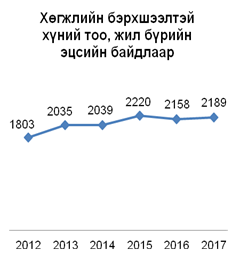 Хөгжлийн бэрхшээлтэй
хүний тоо, жил бүрийн
эцсийн байдлаар
1803 2035 2039 2220 2158 2189
2012 2013 2014 2015 2016 2017